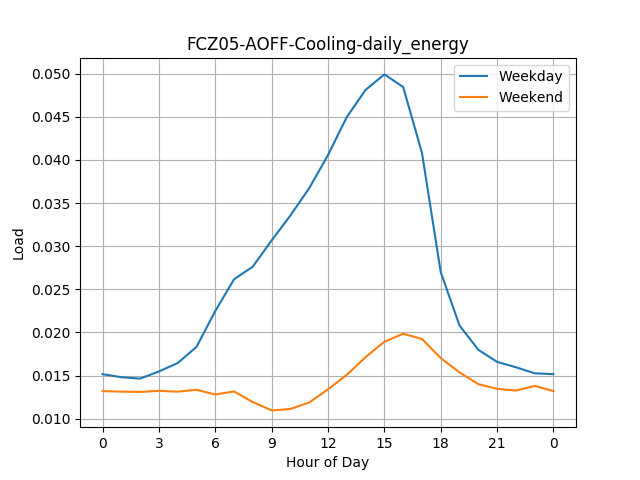 FCZ05-AOFF-Cooling-daily_energy
Weekday
Weekend
0.050
0.045
0.040
0.035
0.030
0.025
0.020
0.015
0.010
Load
0 3 6 9 12 15 18 21 0
Hour of Day